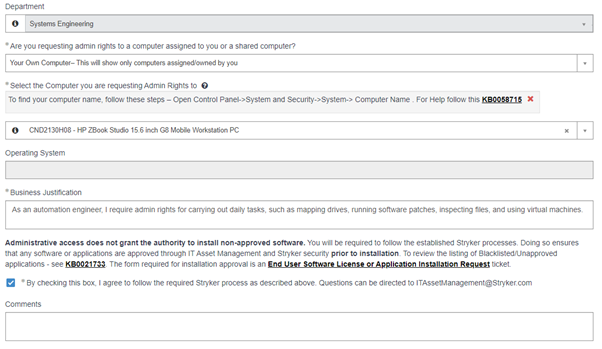 Department
Systems Engineering
* Are you requesting admin rights to a computer assigned to you or a shared computer?
Your Own Computer– This will show only computers assigned/owned by you
* Select the Computer you are requesting Admin Rights to
To find your computer name, follow these steps – Open Control Panel->System and Security->System-> Computer Name . For Help follow this KB0058715
CND2130H08 - HP ZBook Studio 15.6 inch G8 Mobile Workstation PC
Operating System
* Business Justification
As an automation engineer, I require admin rights for carrying out daily tasks, such as mapping drives, running software patches, inspecting files, and using virtual machines.
Administrative access does not grant the authority to install non-approved software. You will be required to follow the established Stryker processes. Doing so ensures
that any software or applications are approved through IT Asset Management and Stryker security prior to installation. To review the listing of Blacklisted/Unapproved
applications - see KB0021733. The form required for installation approval is an End User Software License or Application Installation Request ticket.
* By checking this box, I agree to follow the required Stryker process as described above. Questions can be directed to ITAssetManagement@Stryker.com
Comments